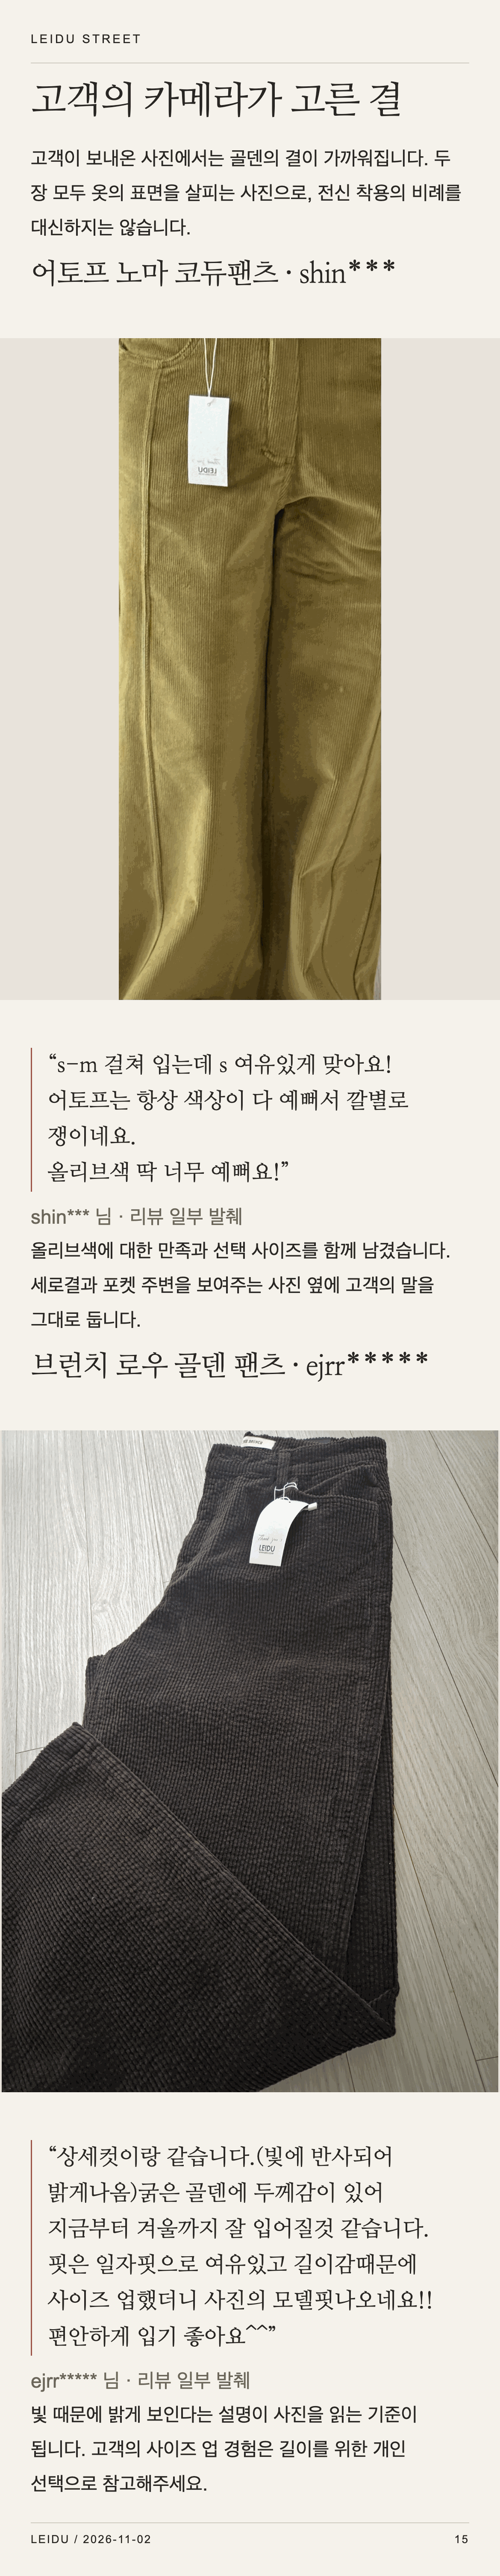 LEIDU STREET
고객의 카메라가 고른 결
고객이 보내온 사진에서는 골덴의 결이 가까워집니다. 두
장 모두 옷의 표면을 살피는 사진으로, 전신 착용의 비례를
대신하지는 않습니다.
어토프 노마 코듀팬츠 · shin***
LEIDU
“s-m 걸쳐 입는데 s 여유있게 맞아요!
어토프는 항상 색상이 다 예뻐서 깔별로
쟁이네요.
올리브색 딱 너무 예뻐요!”
shin*** 님 · 리뷰 일부 발췌
올리브색에 대한 만족과 선택 사이즈를 함께 남겼습니다.
세로결과 포켓 주변을 보여주는 사진 옆에 고객의 말을
그대로 둡니다.
브런치 로우 골덴 팬츠 · ejrr*****
LEIDU
“상세컷이랑 같습니다.(빛에 반사되어
밝게나옴)굵은 골덴에 두께감이 있어
지금부터 겨울까지 잘 입어질것 같습니다.
핏은 일자핏으로 여유있고 길이감때문에
사이즈 업했더니 사진의 모델핏나오네요!!
편안하게 입기 좋아요^^”
ejrr***** 님 · 리뷰 일부 발췌
빛 때문에 밝게 보인다는 설명이 사진을 읽는 기준이
됩니다. 고객의 사이즈 업 경험은 길이를 위한 개인
선택으로 참고해주세요.
LEIDU / 2026-11-02
15